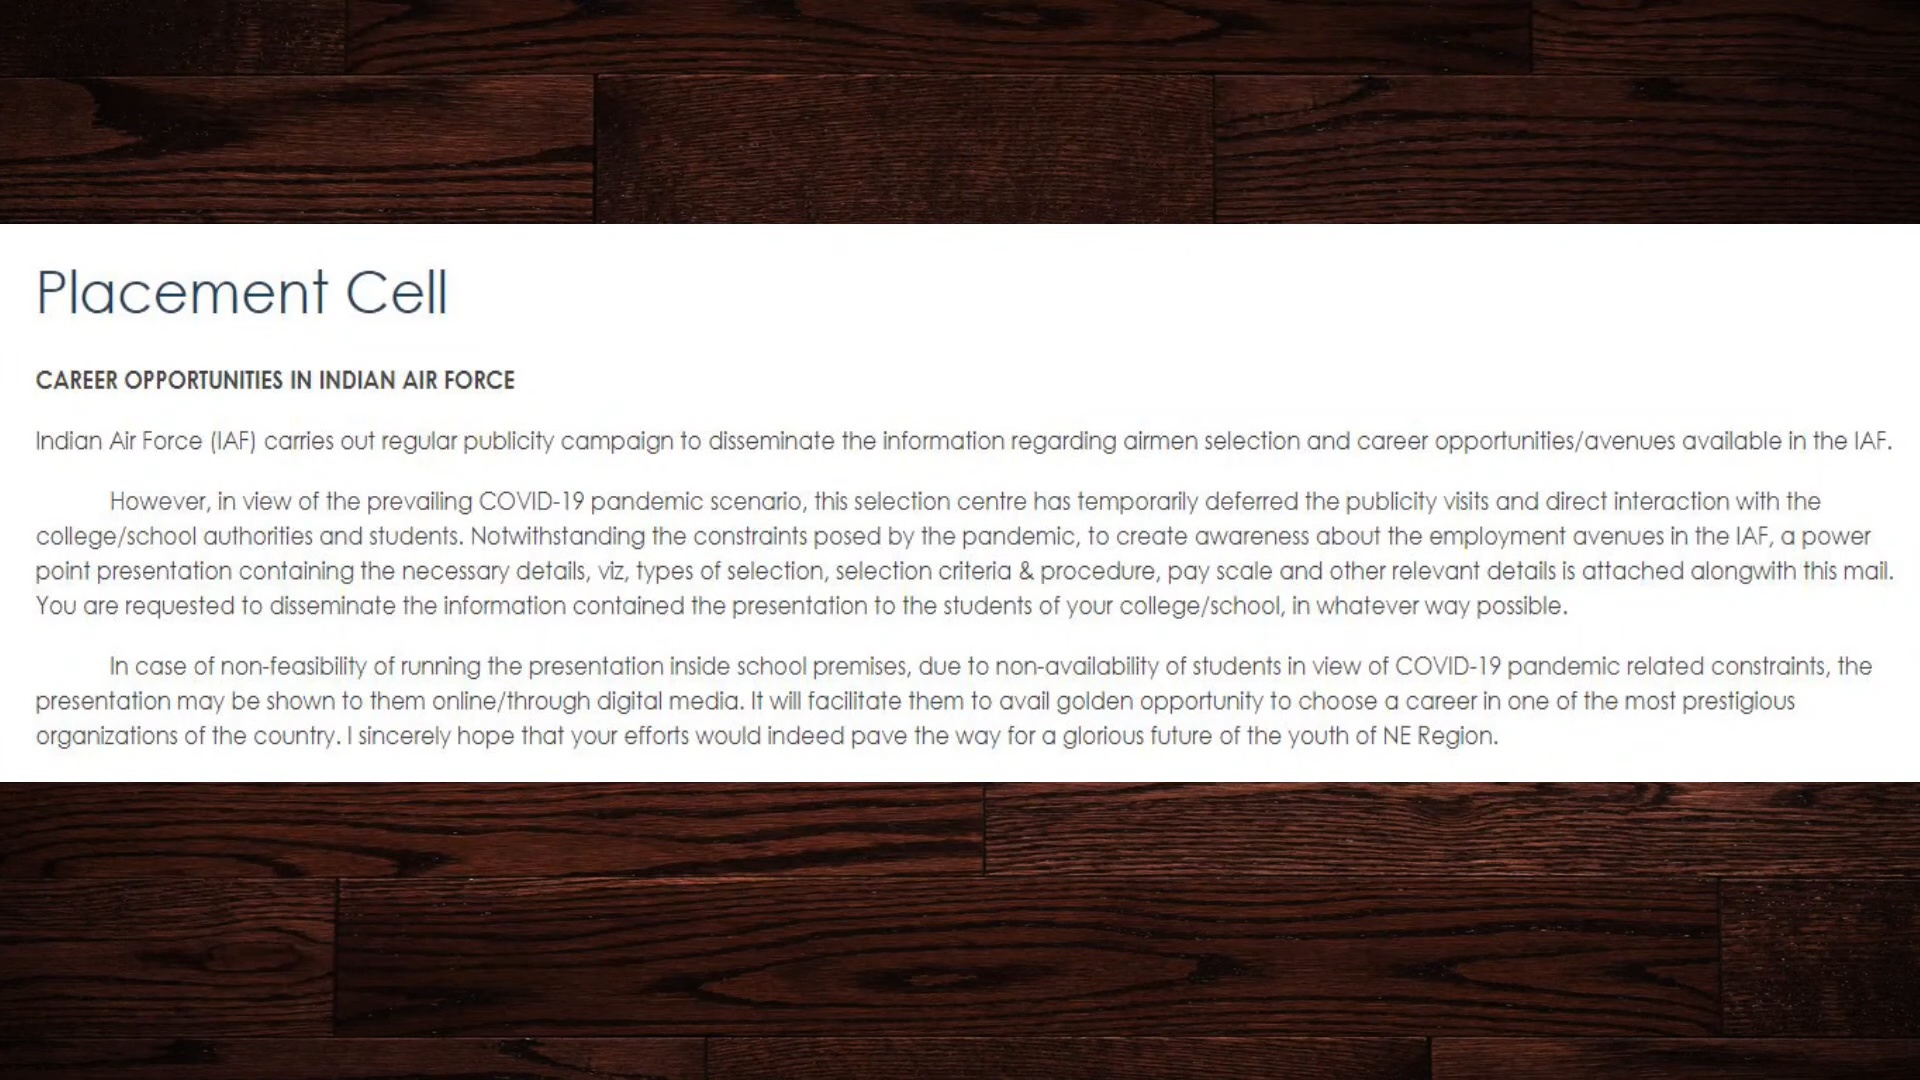 Placement Cell
CAREER OPPORTUNITIES IN INDIAN AIR FORCE
Indian Air Force (IAF) carries out regular publicity campaign to disseminate the information regarding airmen selection and career opportunities/avenues available in the IAF.
However, in view of the prevailing COVID-19 pandemic scenario, this selection centre has temporarily deferred the publicity visits and direct interaction with the
college/school authorities and students. Notwithstanding the constraints posed by the pandemic, to create awareness about the employment avenues in the IAF, a power
point presentation containing the necessary details, viz, types of selection, selection criteria & procedure, pay scale and other relevant details is attached alongwith this mail.
You are requested to disseminate the information contained the presentation to the students of your college/school, in whatever way possible.
In case of non-feasibility of running the presentation inside school premises, due to non-availability of students in view of COVID-19 pandemic related constraints, the
presentation may be shown to them online/through digital media. It will facilitate them to avail golden opportunity to choose a career in one of the most prestigious
organizations of the country. I sincerely hope that your efforts would indeed pave the way for a glorious future of the youth of NE Region.